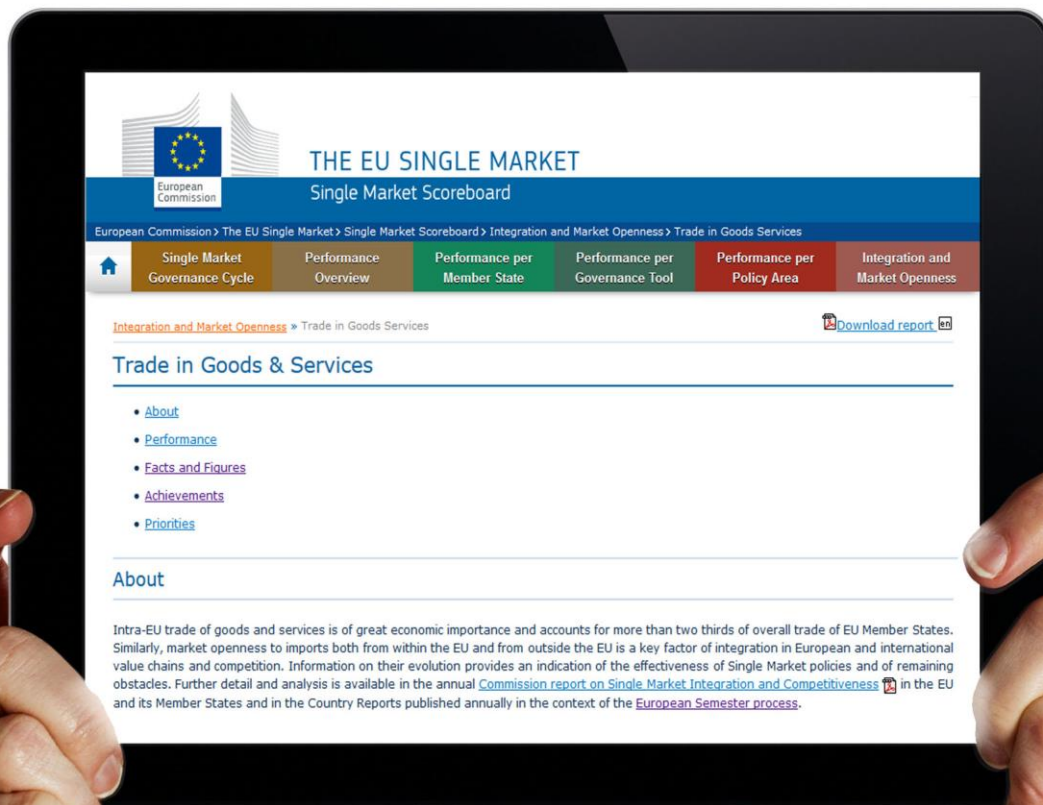 European
Commission
THE EU SINGLE MARKET
Single Market Scoreboard
European Commission > The EU Single Market > Single Market Scoreboard > Integration and Market Openness > Trade in Goods Services
Single Market
Governance Cycle
Performance
Overview
Performance per
Member State
Performance per
Governance Tool
Performance per
Policy Area
Integration and
Market Openness
Integration and Market Openness » Trade in Goods Services
Download report en
Trade in Goods & Services
• About
• Performance
• Facts and Figures
• Achievements
• Priorities
About
Intra-EU trade of goods and services is of great economic importance and accounts for more than two thirds of overall trade of EU Member States.
Similarly, market openness to imports both from within the EU and from outside the EU is a key factor of integration in European and international
value chains and competition. Information on their evolution provides an indication of the effectiveness of Single Market policies and of remaining
obstacles. Further detail and analysis is available in the annual Commission report on Single Market Integration and Competitiveness in the EU
and its Member States and in the Country Reports published annually in the context of the European Semester process.